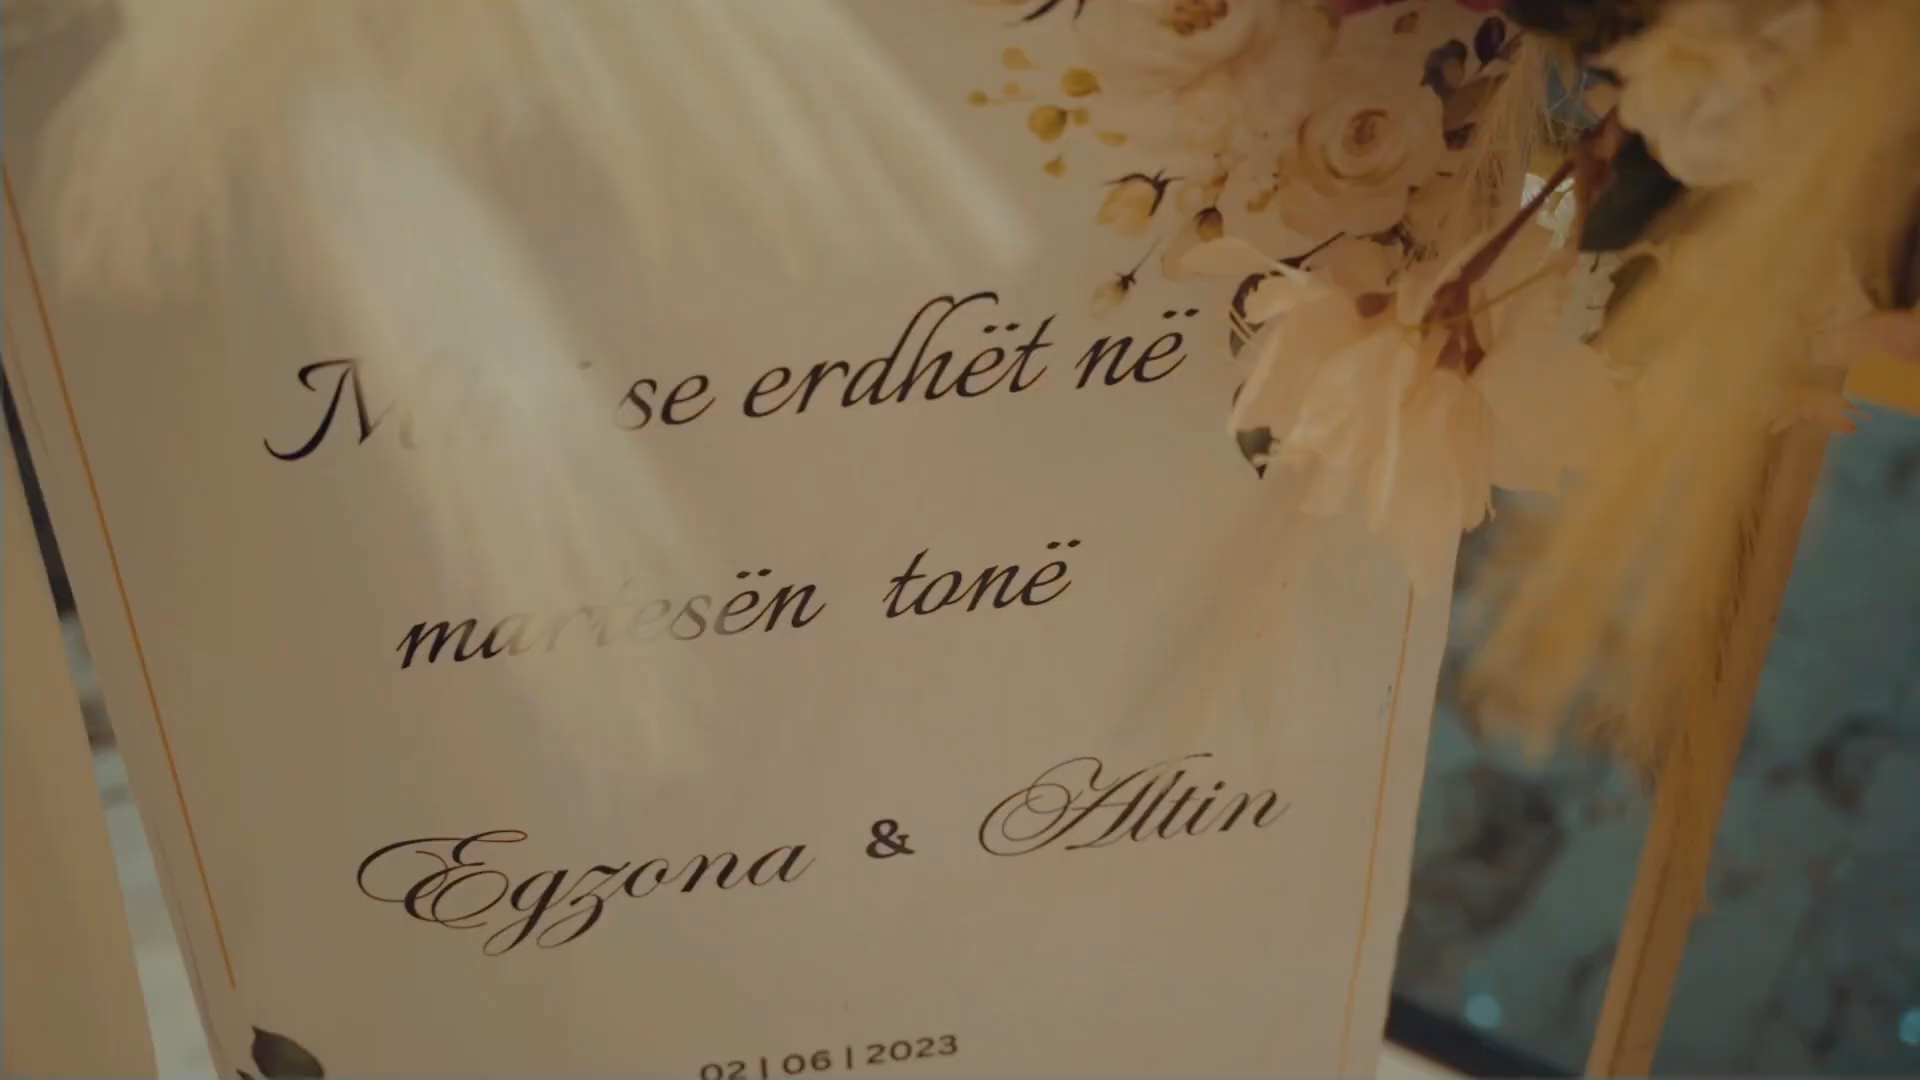 se erdhët në
martesën tonë
Egzona & Altin
02 | 06 | 2023